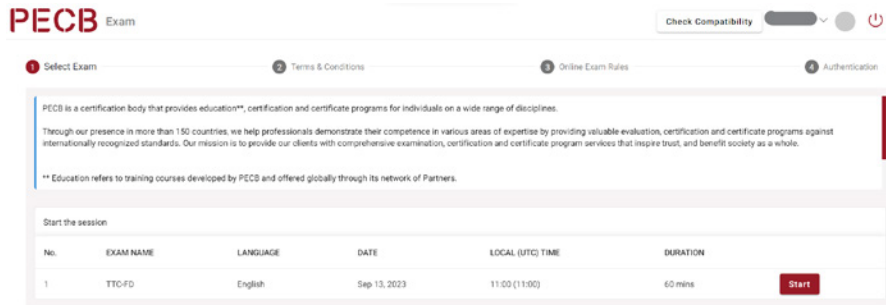 PECB Exam
Check Compatibility
1 Select Exam
2 Terms & Conditions
3 Online Exam Rules
4 Authentication
PECB is a certification body that provides education**, certification and certificate programs for individuals on a wide range of disciplines.
Through our presence in more than 150 countries, we help professionals demonstrate their competence in various areas of expertise by providing valuable evaluation, certification and certificate programs against
internationally recognized standards. Our mission is to provide our clients with comprehensive examination, certification and certificate program services that inspire trust, and benefit society as a whole.
** Education refers to training courses developed by PECB and offered globally through its network of Partners.
Start the session
No. EXAM NAME LANGUAGE DATE LOCAL (UTC) TIME DURATION
1 TTC-FD English Sep 13, 2023 11:00 (11:00) 60 mins Start